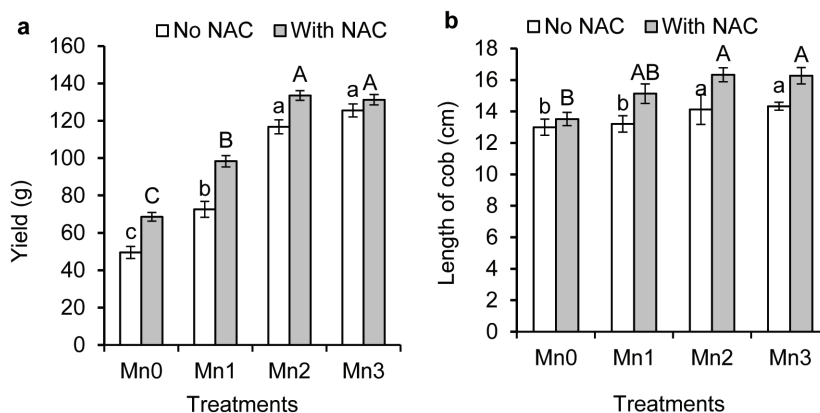 a
No NAC With NAC
160
140
120
100
80
60
40
20
0
Yield (g)
c C b B a A a A
Mn0 Mn1 Mn2 Mn3
Treatments
b
No NAC With NAC
18
16
14
12
10
8
6
4
2
0
Length of cob (cm)
b B b AB a A a A
Mn0 Mn1 Mn2 Mn3
Treatments